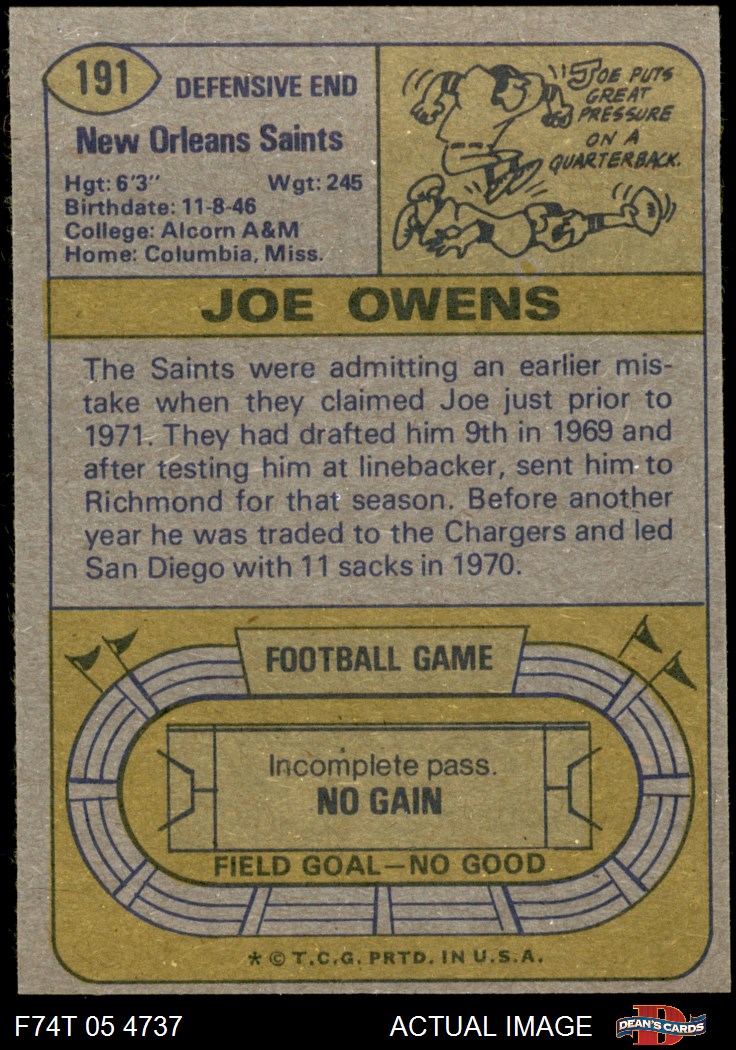 191
DEFENSIVE END
New Orleans Saints
Hgt: 6'3" Wgt: 245
Birthdate: 11-8-46
College: Alcorn A&M
Home: Columbia, Miss.
JOE PUTS
GREAT
PRESSURE
ON A
QUARTERBACK.
JOE OWENS
The Saints were admitting an earlier mis-
take when they claimed Joe just prior to
1971. They had drafted him 9th in 1969 and
after testing him at linebacker, sent him to
Richmond for that season. Before another
year he was traded to the Chargers and led
San Diego with 11 sacks in 1970.
FOOTBALL GAME
Incomplete pass.
NO GAIN
FIELD GOAL—NO GOOD
* © T.C.G. PRTD. IN U.S.A.
F74T 05 4737 ACTUAL IMAGE
D
DEAN'S CARDS